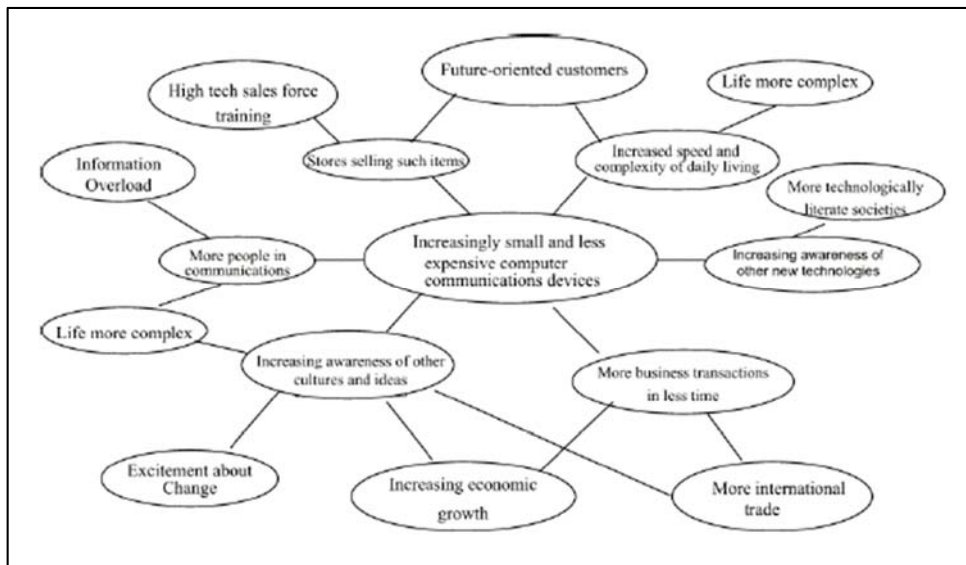 Future-oriented customers
High tech sales force
training
Life more complex
Stores selling such items
Increased speed and
complexity of daily living
Information
Overload
More technologically
literate societies
More people in
communications
Increasingly small and less
expensive computer
communications devices
Increasing awareness of
other new technologies
Life more complex
Increasing awareness of other
cultures and ideas
More business transactions
in less time
Excitement about
Change
Increasing economic
growth
More international
trade